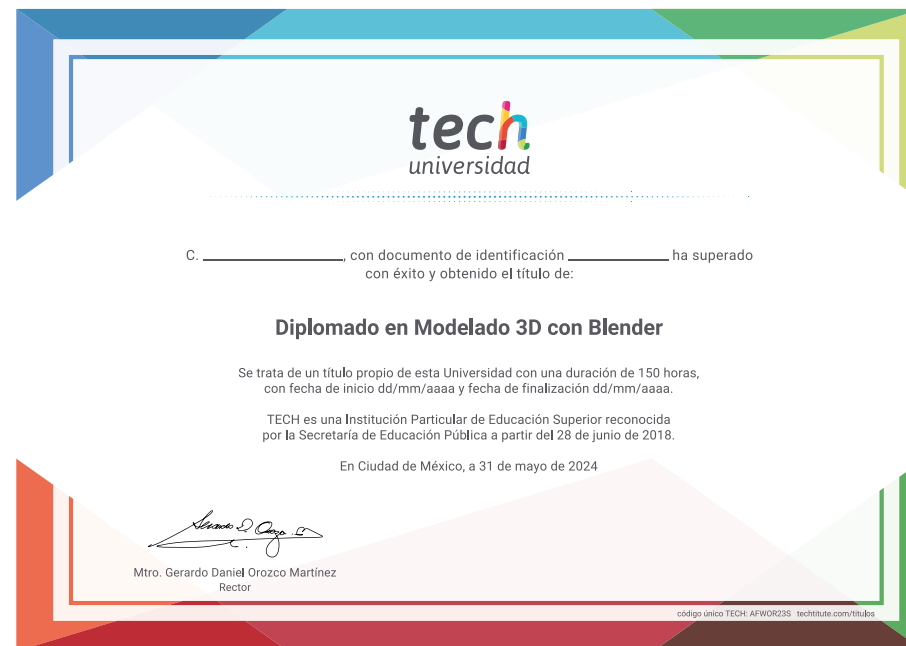 tech
universidad
C. ____________________, con documento de identificación ______________ ha superado
con éxito y obtenido el título de:
Diplomado en Modelado 3D con Blender
Se trata de un título propio de esta Universidad con una duración de 150 horas,
con fecha de inicio dd/mm/aaaa y fecha de finalización dd/mm/aaaa.
TECH es una Institución Particular de Educación Superior reconocida
por la Secretaría de Educación Pública a partir del 28 de junio de 2018.
En Ciudad de México, a 31 de mayo de 2024
Mtro. Gerardo Daniel Orozco Martínez
Rector
código único TECH: AFWOR23S techtitute.com/titulos